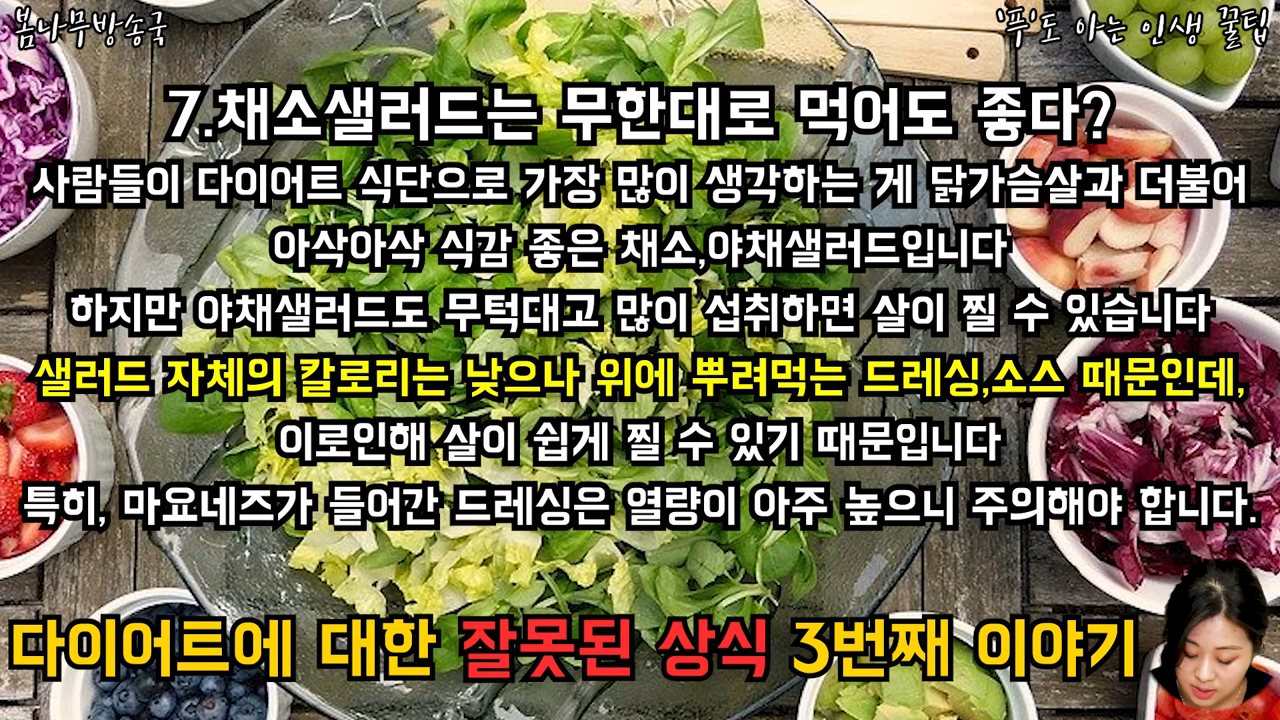 봄나무방송국
'푸'도 아는 인생 꿀팁
7.채소샐러드는 무한대로 먹어도 좋다?
사람들이 다이어트 식단으로 가장 많이 생각하는 게 닭가슴살과 더불어
아삭아삭 식감 좋은 채소,야채샐러드입니다
하지만 야채샐러드도 무턱대고 많이 섭취하면 살이 찔 수 있습니다
샐러드 자체의 칼로리는 낮으나 위에 뿌려먹는 드레싱,소스 때문인데,
이로인해 살이 쉽게 찔 수 있기 때문입니다
특히, 마요네즈가 들어간 드레싱은 열량이 아주 높으니 주의해야 합니다.
다이어트에 대한 잘못된 상식 3번째 이야기